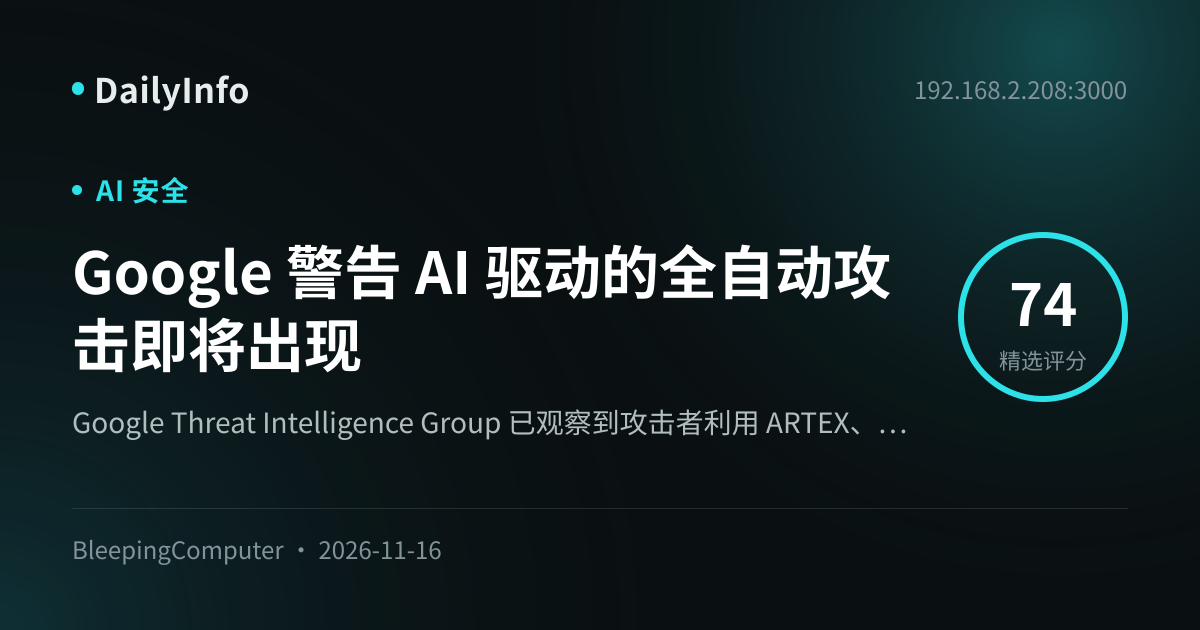 DailyInfo
192.168.2.208:3000
AI 安全
Google 警告 AI 驱动的全自动攻
击即将出现
74
精选评分
Google Threat Intelligence Group 已观察到攻击者利用 ARTEX、…
BleepingComputer • 2026-11-16